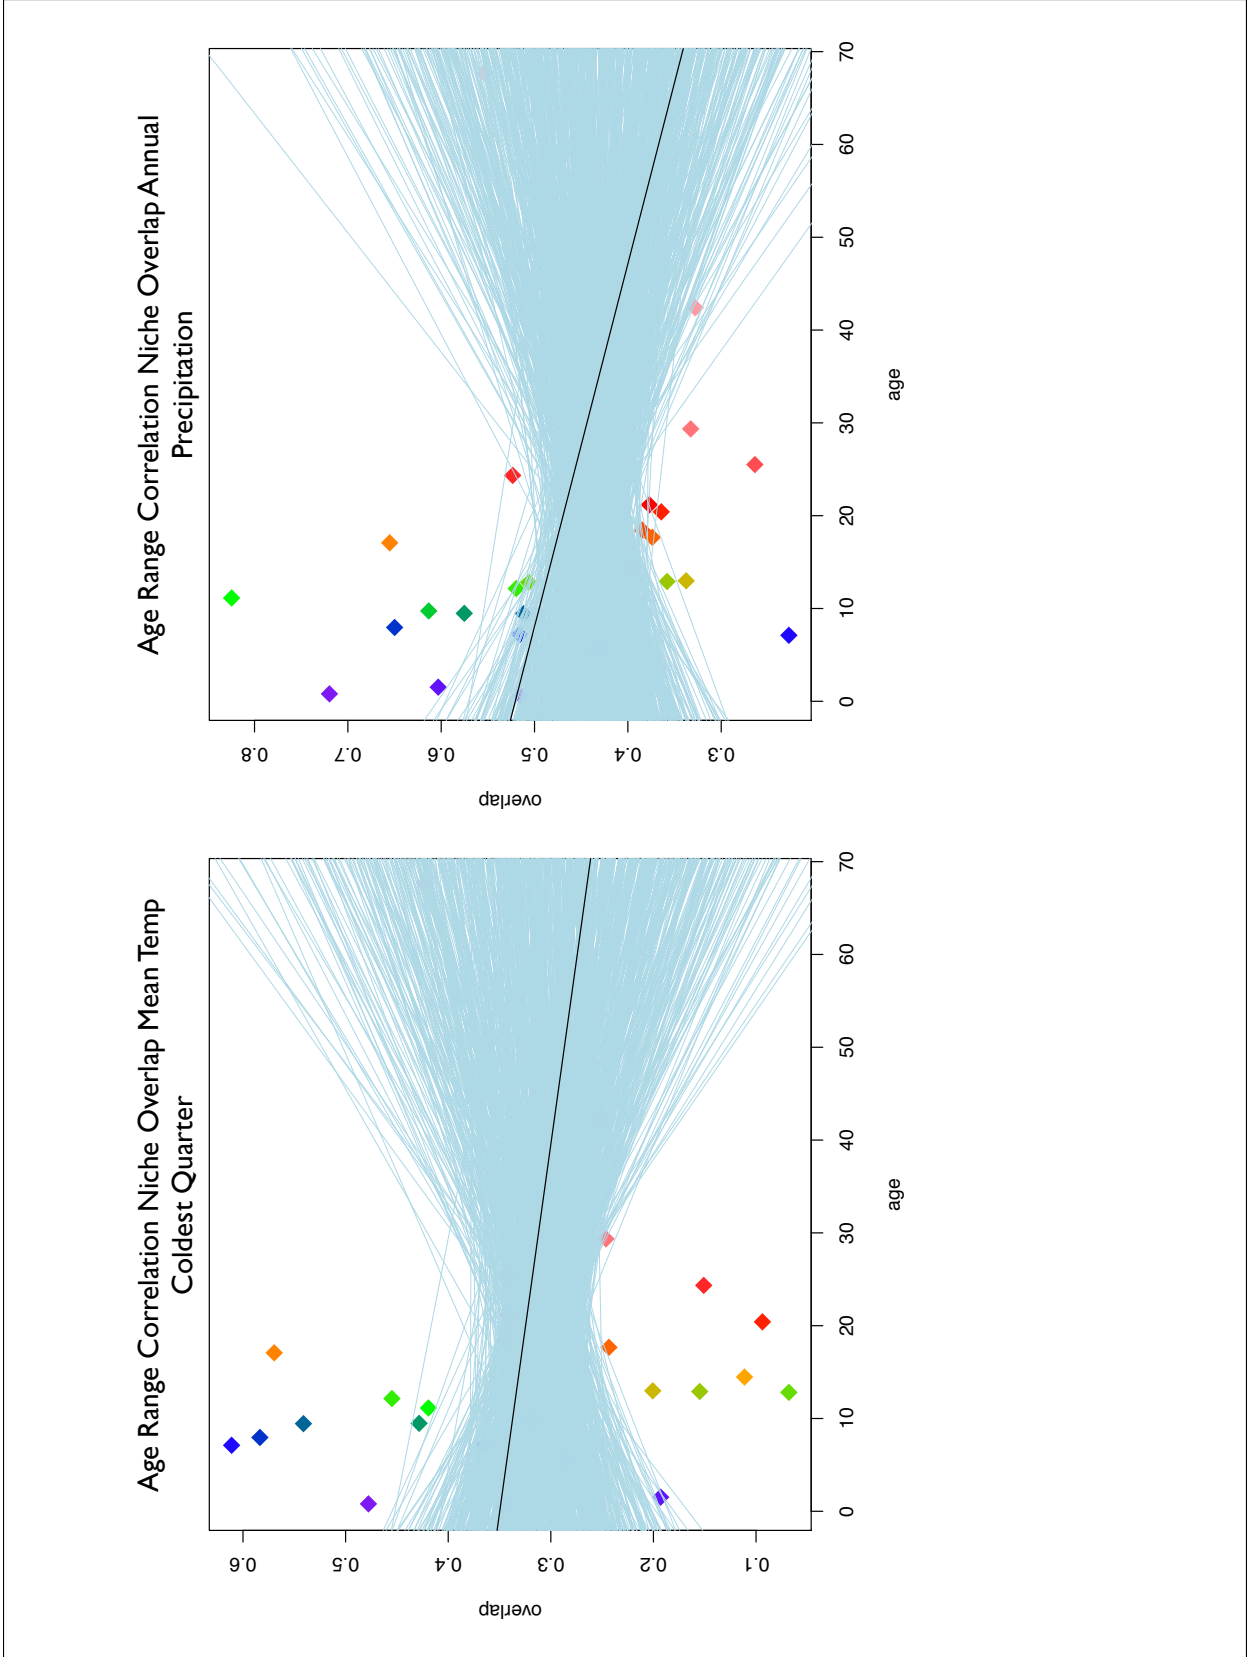 Age Range Correlation Niche Overlap Mean Temp
Coldest Quarter
overlap
0.6
0.5
0.4
0.3
0.2
0.1
0 10 20 30 40 50 60 70
age
Age Range Correlation Niche Overlap Annual
Precipitation
overlap
0.8
0.7
0.6
0.5
0.4
0.3
0 10 20 30 40 50 60 70
age